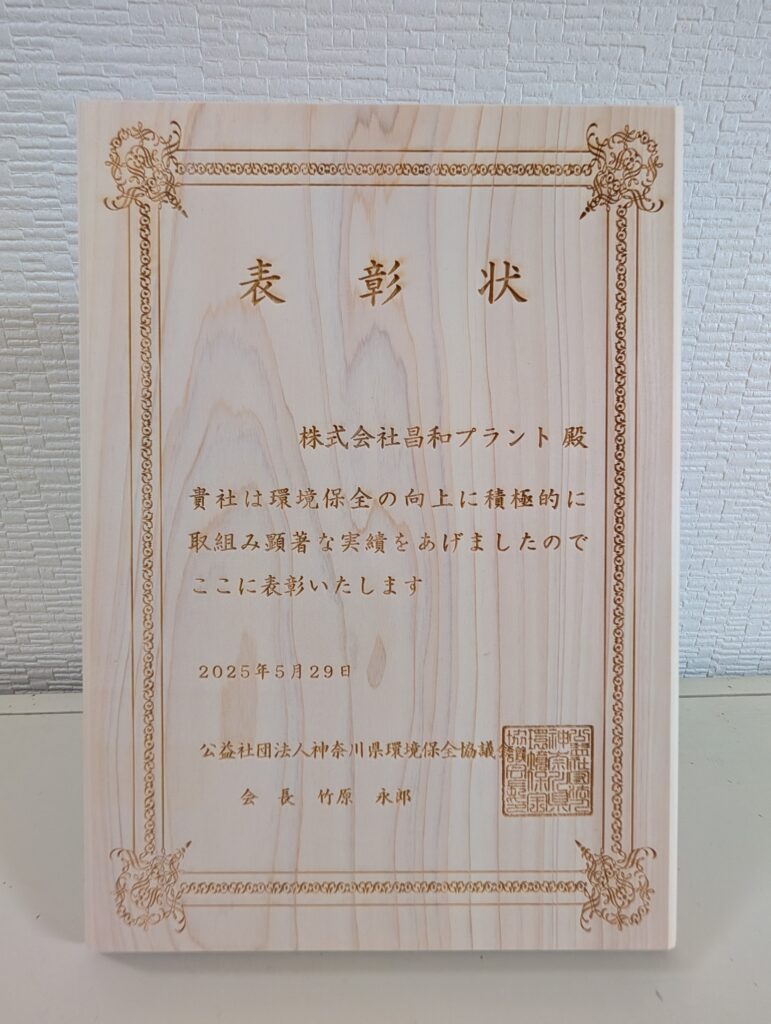 表彰状
株式会社昌和プラント 殿
貴社は環境保全の向上に積極的に
取組み顕著な実績をあげましたので
ここに表彰いたします
2025年5月29日
公益社団法人神奈川県環境保全協議会
会長 竹原 永郎